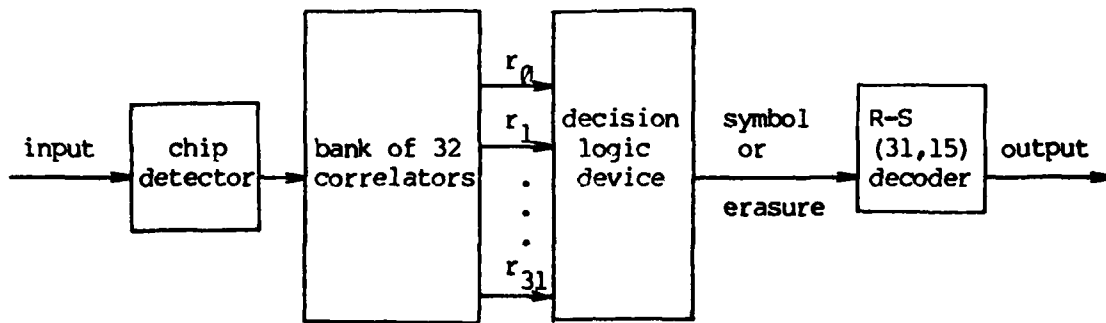 input
chip
detector
bank of 32
correlators
r0
r1
.
.
.
r31
decision
logic
device
symbol
or
erasure
R-S
(31,15)
decoder
output